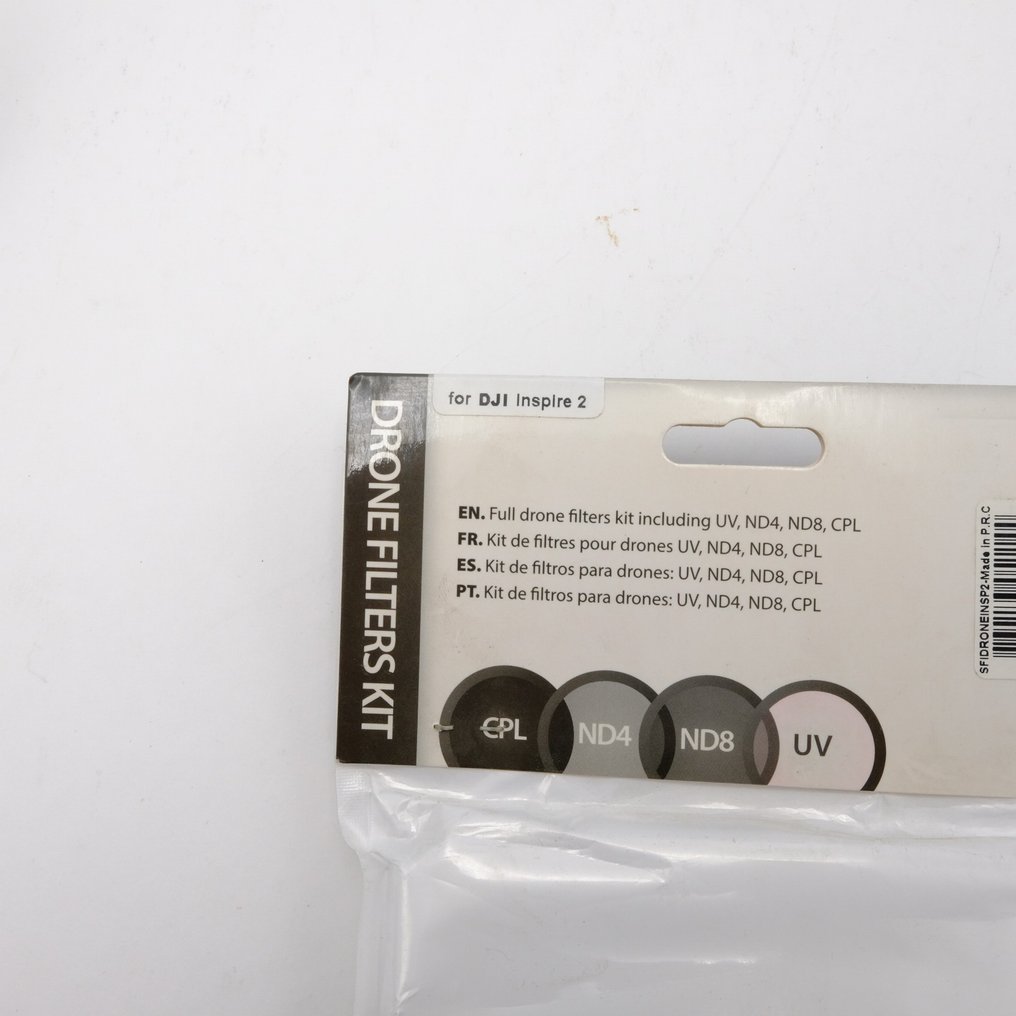 DRONE FILTERS KIT
for DJI Inspire 2
EN. Full drone filters kit including UV, ND4, ND8, CPL
FR. Kit de filtres pour drones UV, ND4, ND8, CPL
ES. Kit de filtros para drones: UV, ND4, ND8, CPL
PT. Kit de filtros para drones: UV, ND4, ND8, CPL
CPL
ND4
ND8
UV
SFIDRONEINSP2-Made in P.R.C